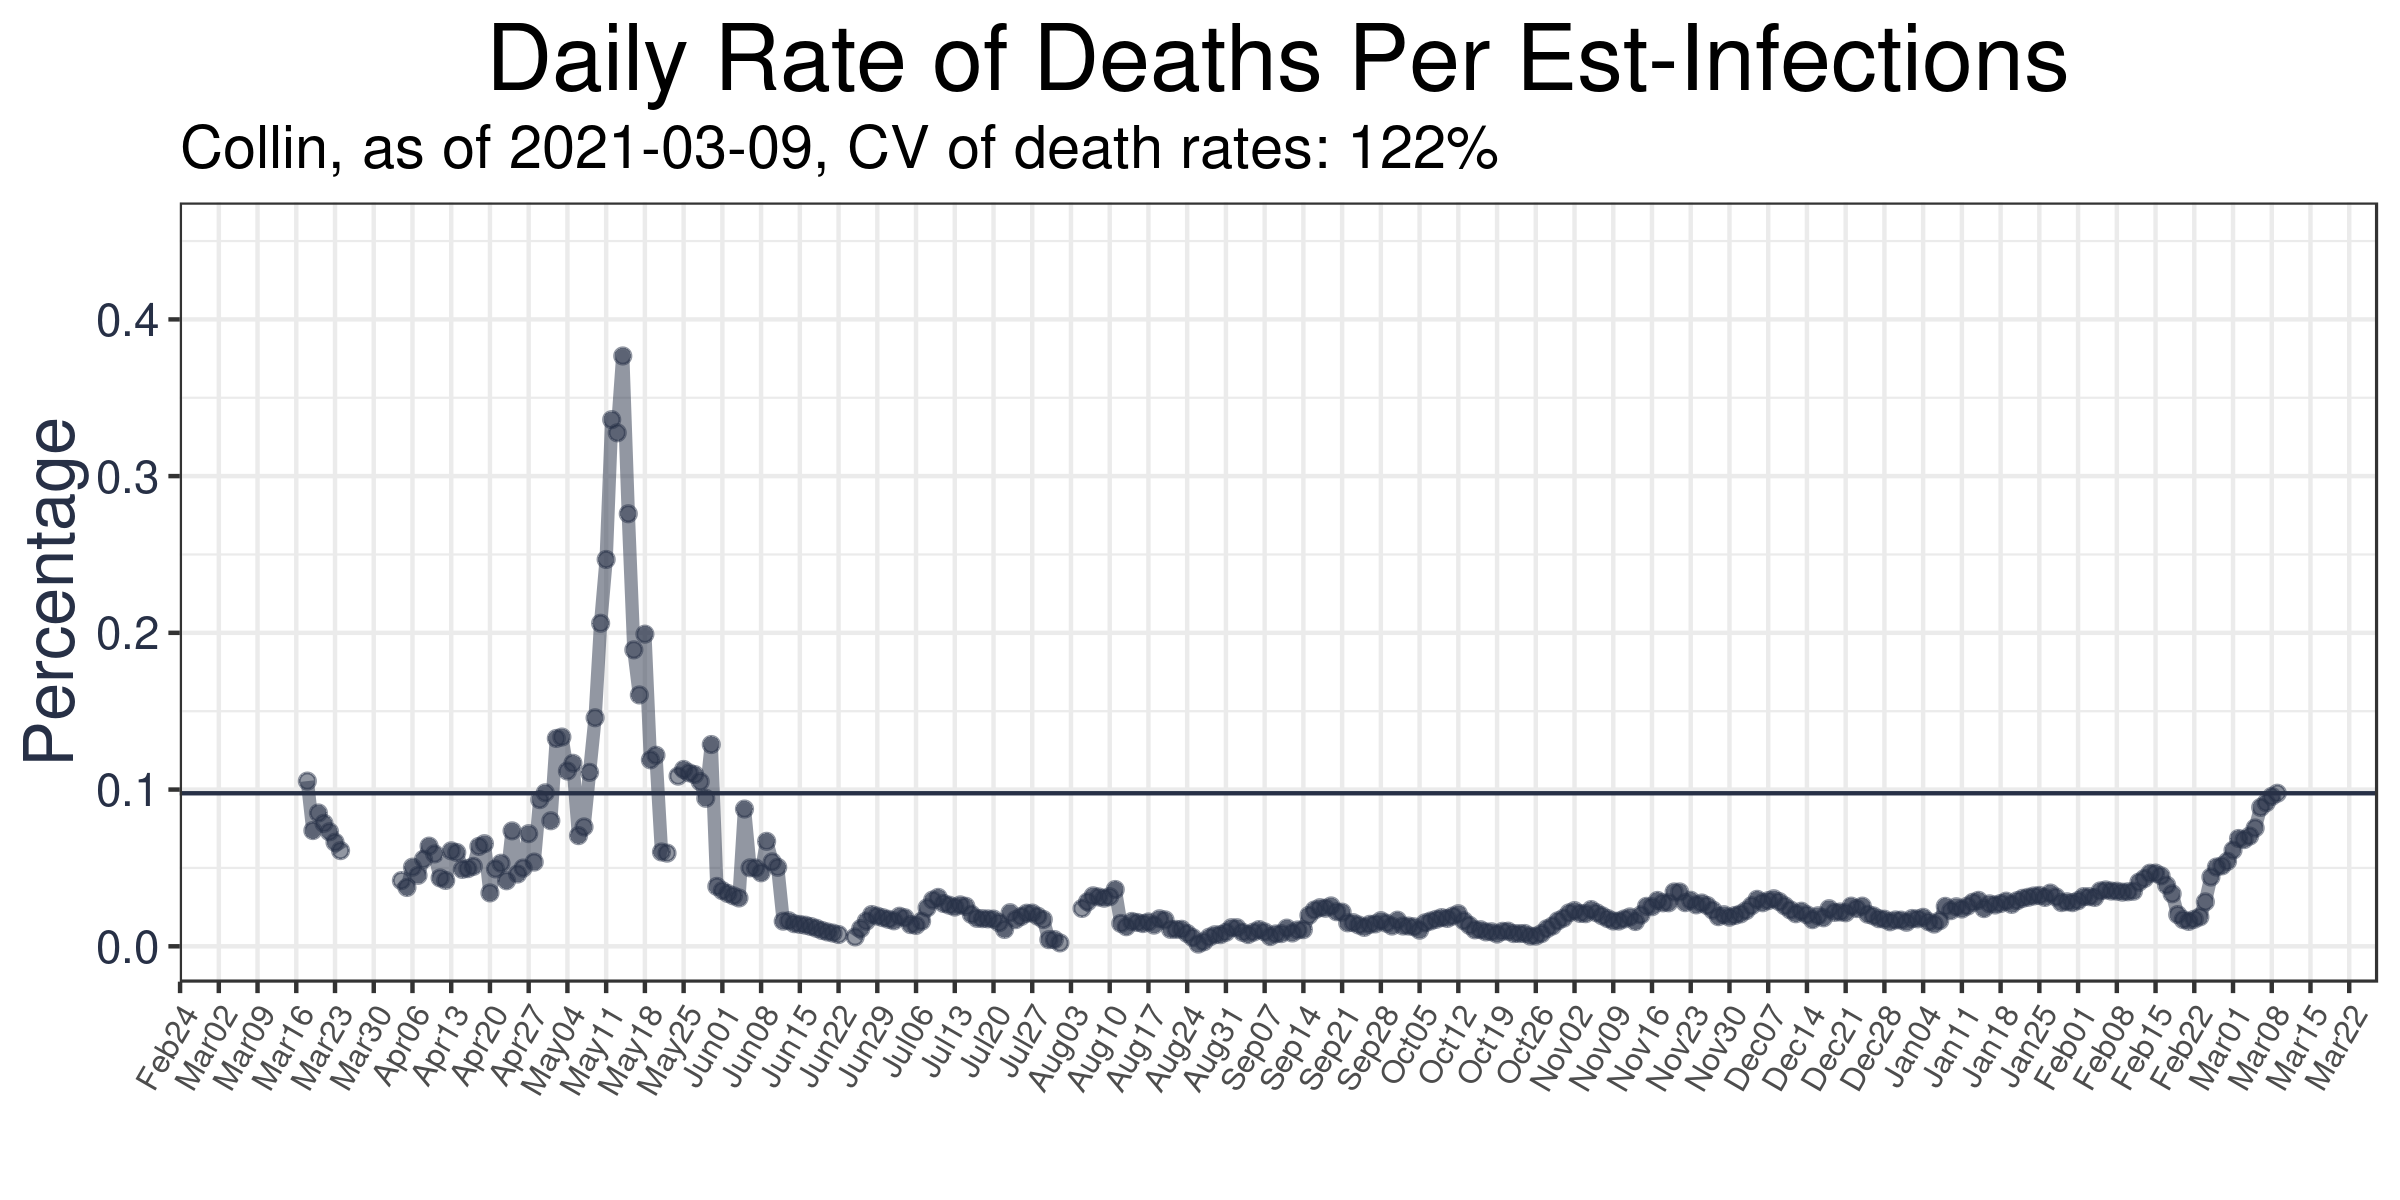 Daily Rate of Deaths Per Est-Infections
Collin, as of 2021-03-09, CV of death rates: 122%
Percentage
0.4
0.3
0.2
0.1
0.0
Feb24 Mar02 Mar09 Mar16 Mar23 Mar30 Apr06 Apr13 Apr20 Apr27 May04 May11 May18 May25 Jun01 Jun08 Jun15 Jun22 Jun29 Jul06 Jul13 Jul20 Jul27 Aug03 Aug10 Aug17 Aug24 Aug31 Sep07 Sep14 Sep21 Sep28 Oct05 Oct12 Oct19 Oct26 Nov02 Nov09 Nov16 Nov23 Nov30 Dec07 Dec14 Dec21 Dec28 Jan04 Jan11 Jan18 Jan25 Feb01 Feb08 Feb15 Feb22 Mar01 Mar08 Mar15 Mar22